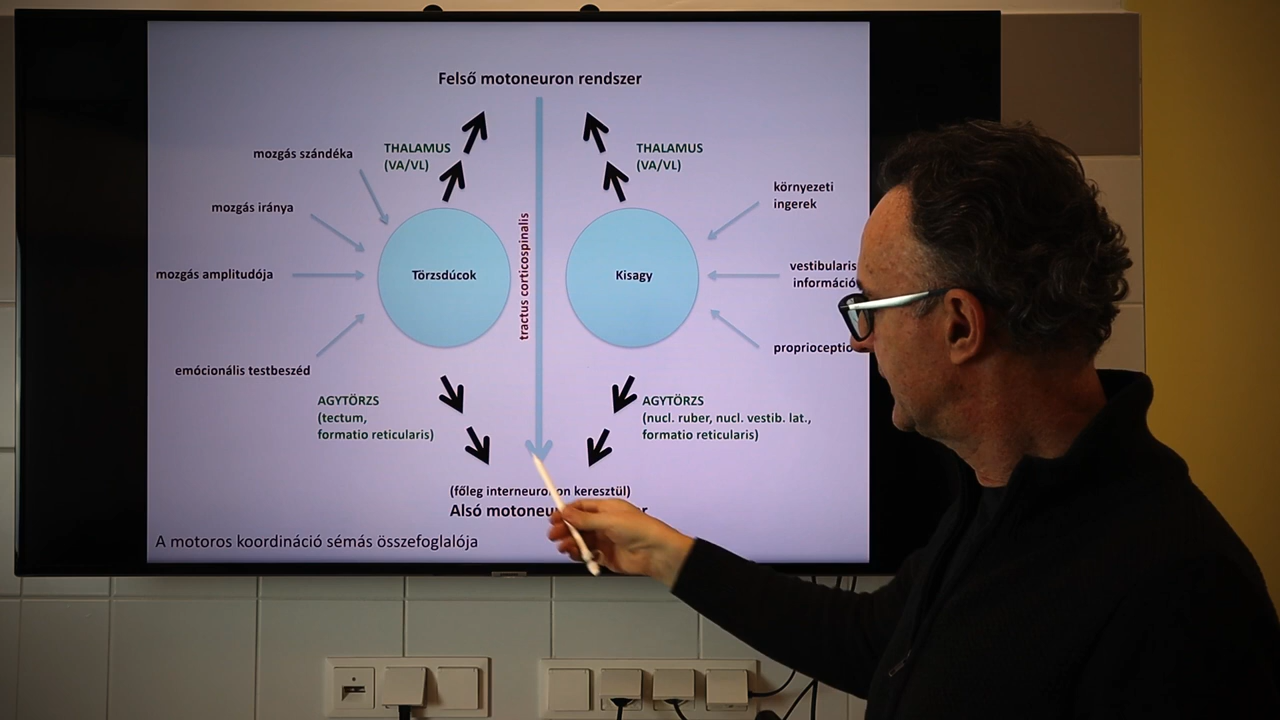 Felső motoneuron rendszer
THALAMUS
(VA/VL)
THALAMUS
(VA/VL)
mozgás szándéka
mozgás iránya
mozgás amplitudója
emócionális testbeszéd
Törzsdúcok
tractus corticospinalis
Kisagy
környezeti
ingerek
vestibularis
információ
proprioceptio
AGYTÖRZS
(tectum,
formatio reticularis)
AGYTÖRZS
(nucl. ruber, nucl. vestib. lat.,
formatio reticularis)
(főleg interneuron keresztül)
Alsó
A motoros koordináció sémás összefoglalója